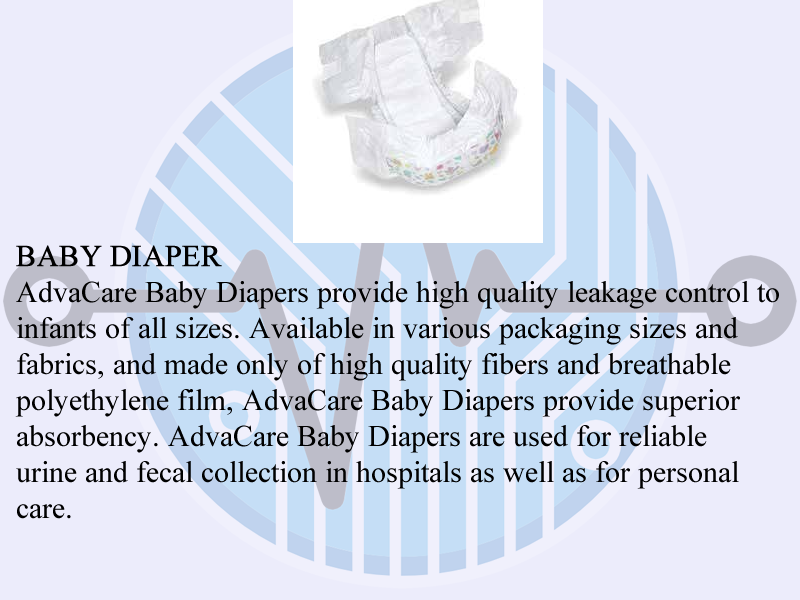 BABY DIAPER
AdvaCare Baby Diapers provide high quality leakage control to
infants of all sizes. Available in various packaging sizes and
fabrics, and made only of high quality fibers and breathable
polyethylene film, AdvaCare Baby Diapers provide superior
absorbency. AdvaCare Baby Diapers are used for reliable
urine and fecal collection in hospitals as well as for personal
care.